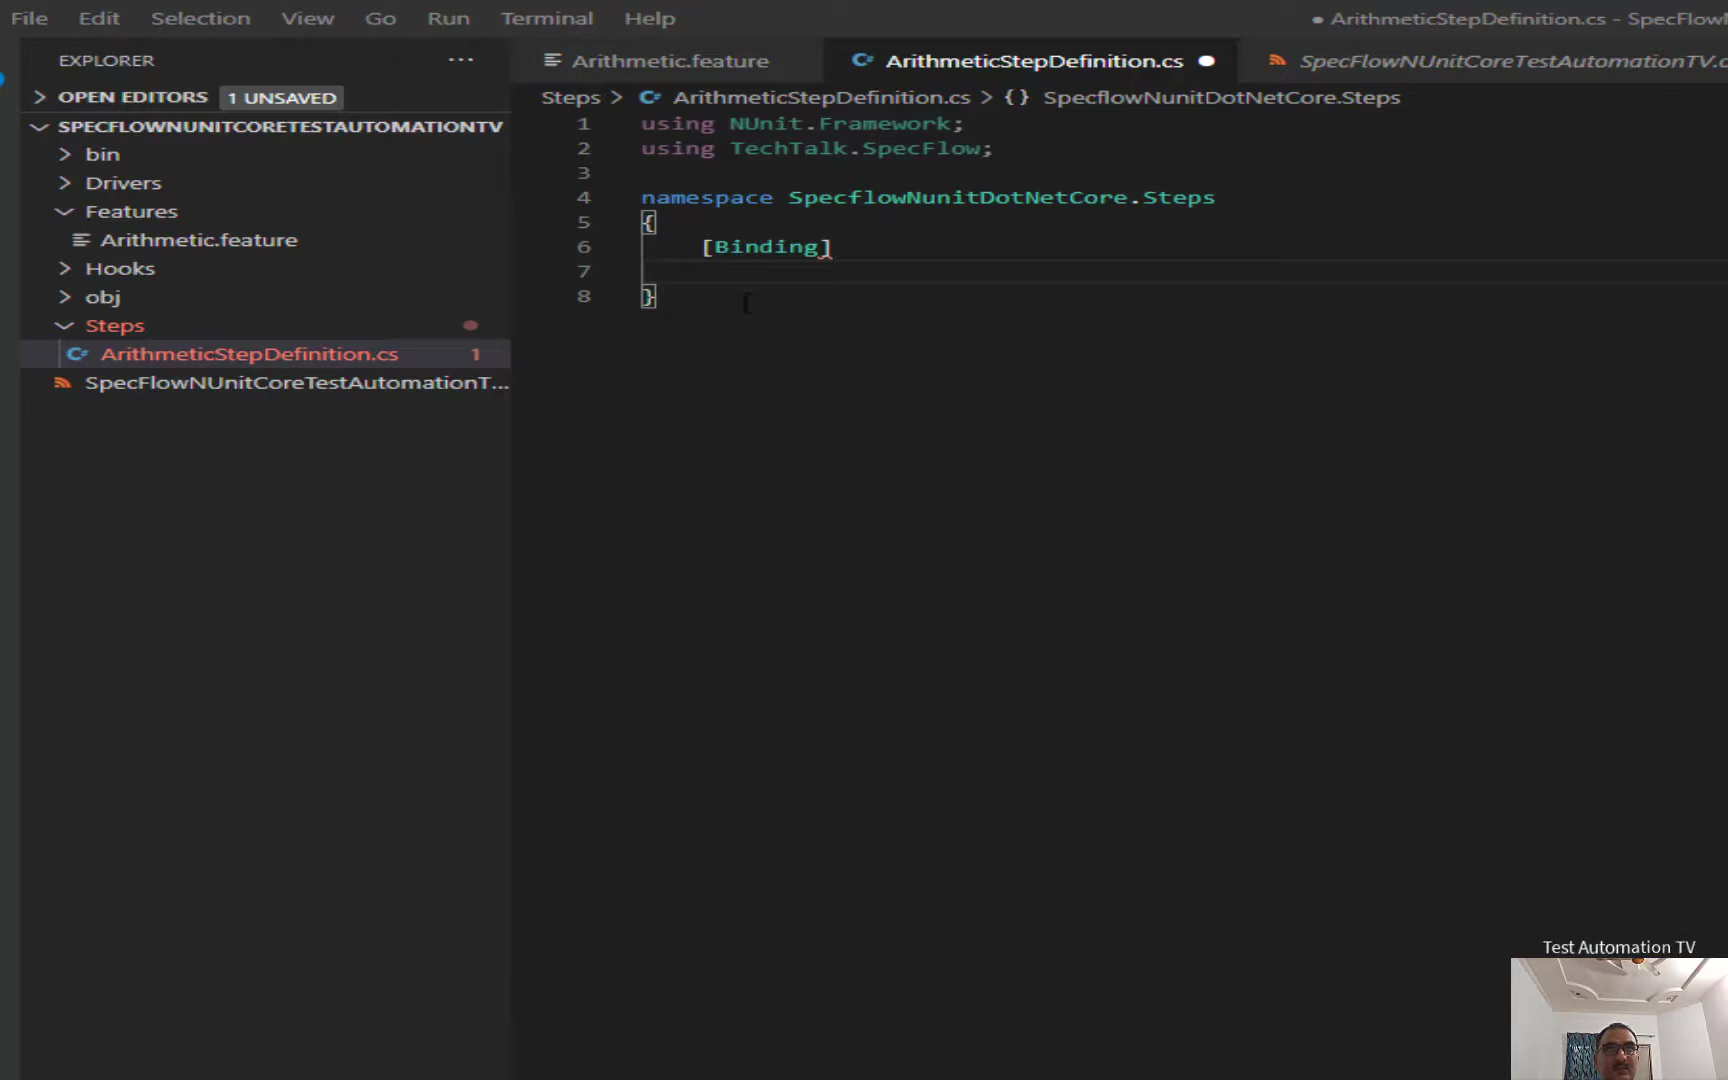 File Edit Selection View Go Run Terminal Help
● ArithmeticStepDefinition.cs - SpecFlow
EXPLORER ···
Arithmetic.feature
ArithmeticStepDefinition.cs ●
SpecFlowNUnitCoreTestAutomationTV.c
OPEN EDITORS 1 UNSAVED
Steps > ArithmeticStepDefinition.cs > {} SpecflowNunitDotNetCore.Steps
SPECFLOWNUNITCORETESTAUTOMATIONTV
bin
Drivers
Features
Arithmetic.feature
Hooks
obj
Steps
ArithmeticStepDefinition.cs 1
SpecFlowNUnitCoreTestAutomationT...
1 using NUnit.Framework;
2 using TechTalk.SpecFlow;
3
4 namespace SpecflowNunitDotNetCore.Steps
5 {
6 [Binding]
7
8 }
Test Automation TV